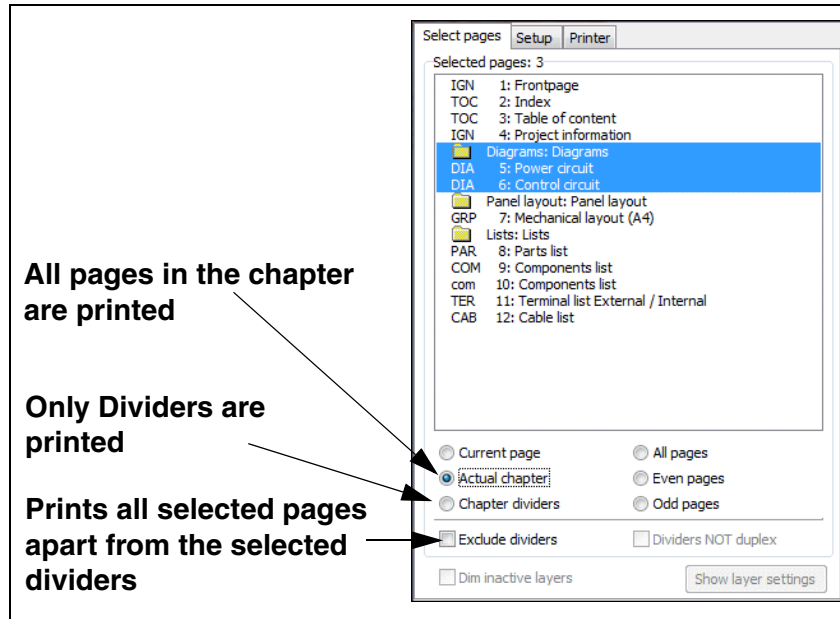 Select pages Setup Printer
Selected pages: 3
IGN 1: Frontpage
TOC 2: Index
TOC 3: Table of content
IGN 4: Project information
Diagrams: Diagrams
DIA 5: Power circuit
DIA 6: Control circuit
Panel layout: Panel layout
GRP 7: Mechanical layout (A4)
Lists: Lists
PAR 8: Parts list
COM 9: Components list
com 10: Components list
TER 11: Terminal list External / Internal
CAB 12: Cable list
All pages in the chapter
are printed
Only Dividers are
printed
Prints all selected pages
apart from the selected
dividers
Current page All pages
Actual chapter Even pages
Chapter dividers Odd pages
Exclude dividers Dividers NOT duplex
Dim inactive layers Show layer settings